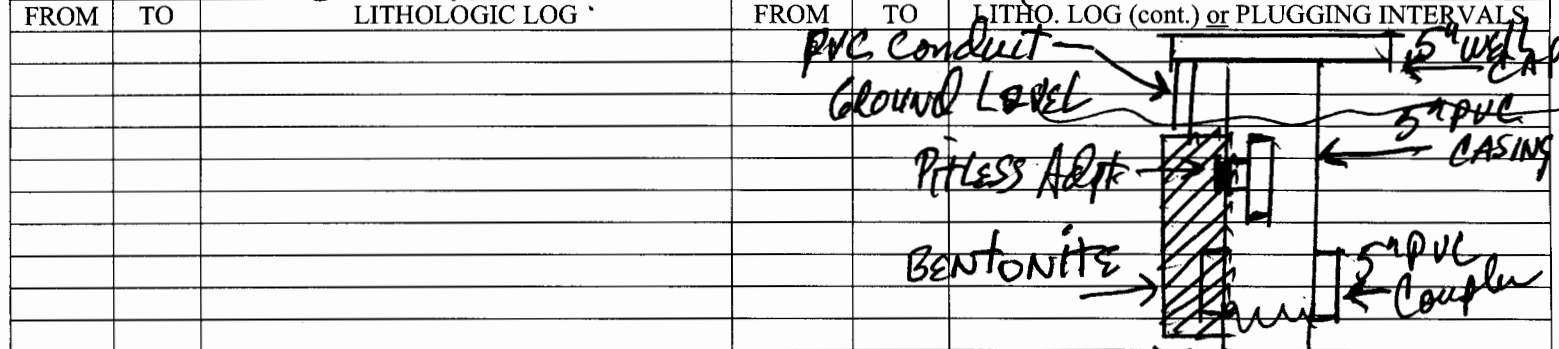 FROM TO LITHOLOGIC LOG FROM TO LITHO. LOG (cont.) or PLUGGING INTERVALS
PVC Conduit
5" Well CAP
GROUND LEVEL
5" PVC CASING
PITLESS Adpt
BENTONITE
5" PVC Coupler